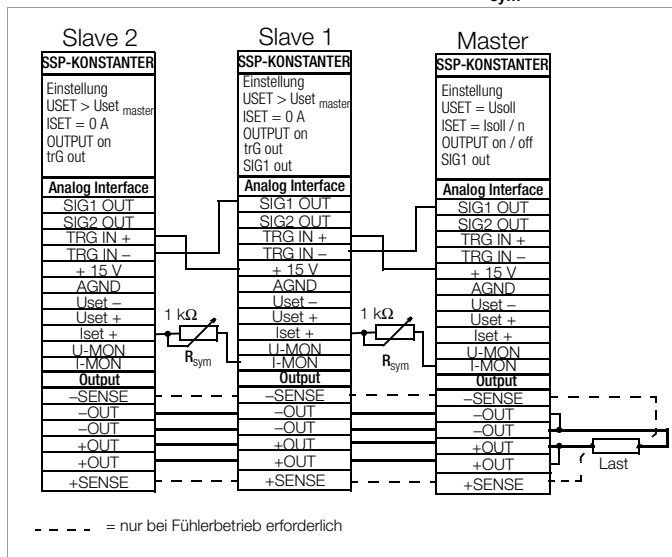 sym
Slave 2
SSP-KONSTANTER
Einstellung
USET > Uset master
ISET = 0 A
OUTPUT on
trG out
Analog Interface
SIG1 OUT
SIG2 OUT
TRG IN +
TRG IN –
+ 15 V
AGND
Uset –
Uset +
Iset +
U-MON
I-MON
Output
–SENSE
–OUT
–OUT
+OUT
+OUT
+SENSE
1 kΩ
Rsym
Slave 1
SSP-KONSTANTER
Einstellung
USET > Uset master
ISET = 0 A
OUTPUT on
trG out
SIG1 out
Analog Interface
SIG1 OUT
SIG2 OUT
TRG IN +
TRG IN –
+ 15 V
AGND
Uset –
Uset +
Iset +
U-MON
I-MON
Output
–SENSE
–OUT
–OUT
+OUT
+OUT
+SENSE
1 kΩ
Rsym
Master
SSP-KONSTANTER
Einstellung
USET = Usoll
ISET = Isoll / n
OUTPUT on / off
SIG1 out
Analog Interface
SIG1 OUT
SIG2 OUT
TRG IN +
TRG IN –
+ 15 V
AGND
Uset –
Uset +
Iset +
U-MON
I-MON
Output
–SENSE
–OUT
–OUT
+OUT
+OUT
+SENSE
Last
= nur bei Fühlerbetrieb erforderlich